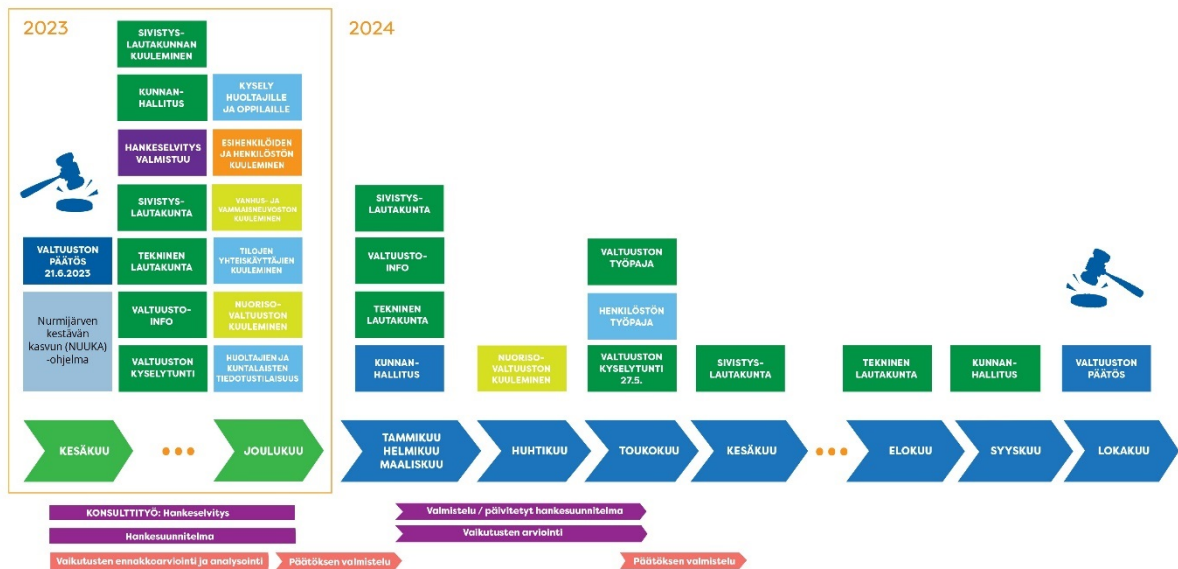 2023
SIVISTYS-
LAUTAKUNNAN
KUULEMINEN
KUNNAN-
HALLITUS
KYSELY
HUOLTAJILLE
JA OPPILAILLE
HANKESELVITYS
VALMISTUU
ESIHENKILÖIDEN
JA HENKILÖSTÖN
KUULEMINEN
SIVISTYS-
LAUTAKUNTA
VANHUS- JA
VAMMAISNEUVOSTON
KUULEMINEN
VALTUUSTON
PÄÄTÖS
21.6.2023
TEKNINEN
LAUTAKUNTA
TILOJEN
YHTEISKÄYTTÄJIEN
KUULEMINEN
Nurmijärven
kestävän
kasvun (NUUKA)
-ohjelma
VALTUUSTO-
INFO
NUORISO-
VALTUUSTON
KUULEMINEN
VALTUUSTON
KYSELYTUNTI
HUOLTAJIEN JA
KUNTALAISTEN
TIEDOTUSTILAISUUS
KESÄKUU
JOULUKUU
2024
SIVISTYS-
LAUTAKUNTA
VALTUUSTO-
INFO
TEKNINEN
LAUTAKUNTA
KUNNAN-
HALLITUS
NUORISO-
VALTUUSTON
KUULEMINEN
VALTUUSTON
TYÖPAJA
HENKILÖSTÖN
TYÖPAJA
VALTUUSTON
KYSELYTUNTI
27.5.
SIVISTYS-
LAUTAKUNTA
TEKNINEN
LAUTAKUNTA
KUNNAN-
HALLITUS
VALTUUSTON
PÄÄTÖS
TAMMIKUU
HELMIKUU
MAALISKUU
HUHTIKUU
TOUKOKUU
KESÄKUU
ELOKUU
SYYSKUU
LOKAKUU
KONSULTTITYÖ: Hankeselvitys
Valmistelu / päivitetyt hankesuunnitelma
Hankesuunnitelma
Vaikutusten arviointi
Vaikutusten ennakkoarviointi ja analysointi
Päätöksen valmistelu
Päätöksen valmistelu